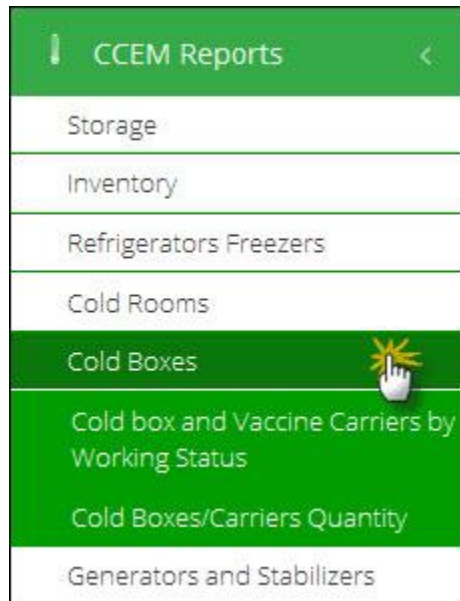 CCEM Reports
Storage
Inventory
Refrigerators Freezers
Cold Rooms
Cold Boxes
Cold box and Vaccine Carriers by
Working Status
Cold Boxes/Carriers Quantity
Generators and Stabilizers